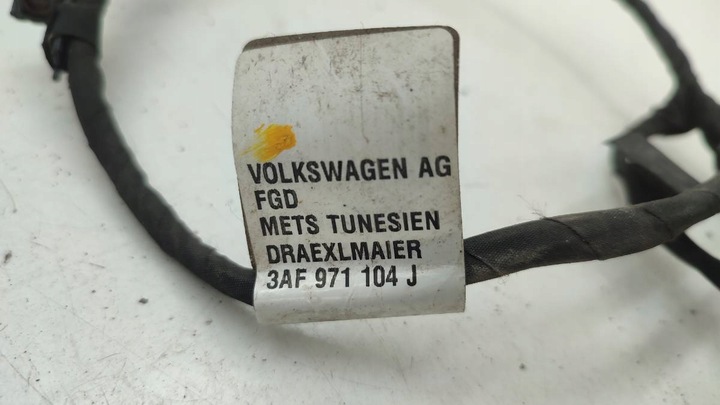 VOLKSWAGEN AG
FGD
METS TUNESIEN
DRAEXLMAIER
3AF 971 104 J